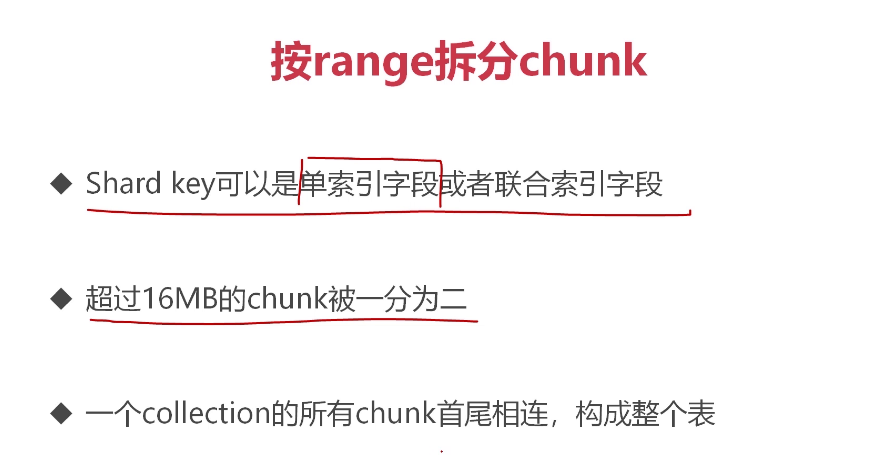 按range拆分chunk
◆ Shard key可以是单索引字段或者联合索引字段
◆ 超过16MB的chunk被一分为二
◆ 一个collection的所有chunk首尾相连，构成整个表